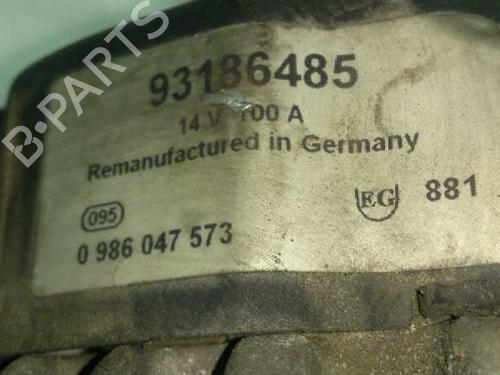 B-PARTS
93186485
14 V 100 A
Remanufactured in Germany
095
EG 881
0 986 047 573